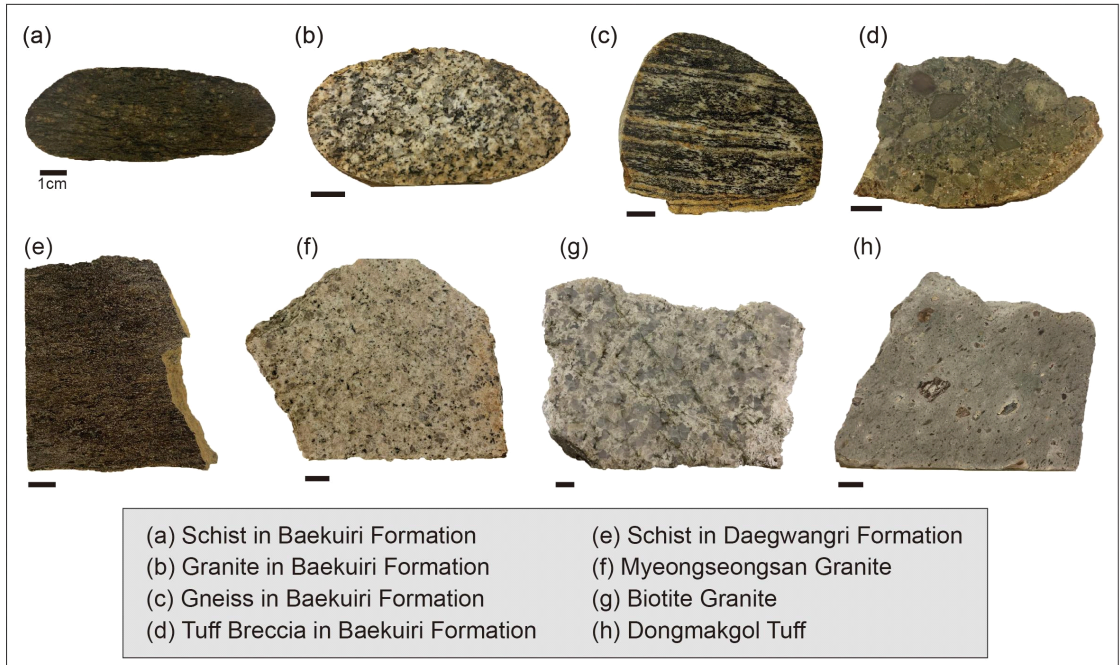 (a)
(b)
(c)
(d)
1cm
(e)
(f)
(g)
(h)
(a) Schist in Baekuiri Formation
(b) Granite in Baekuiri Formation
(c) Gneiss in Baekuiri Formation
(d) Tuff Breccia in Baekuiri Formation
(e) Schist in Daegwangri Formation
(f) Myeongseongsan Granite
(g) Biotite Granite
(h) Dongmakgol Tuff